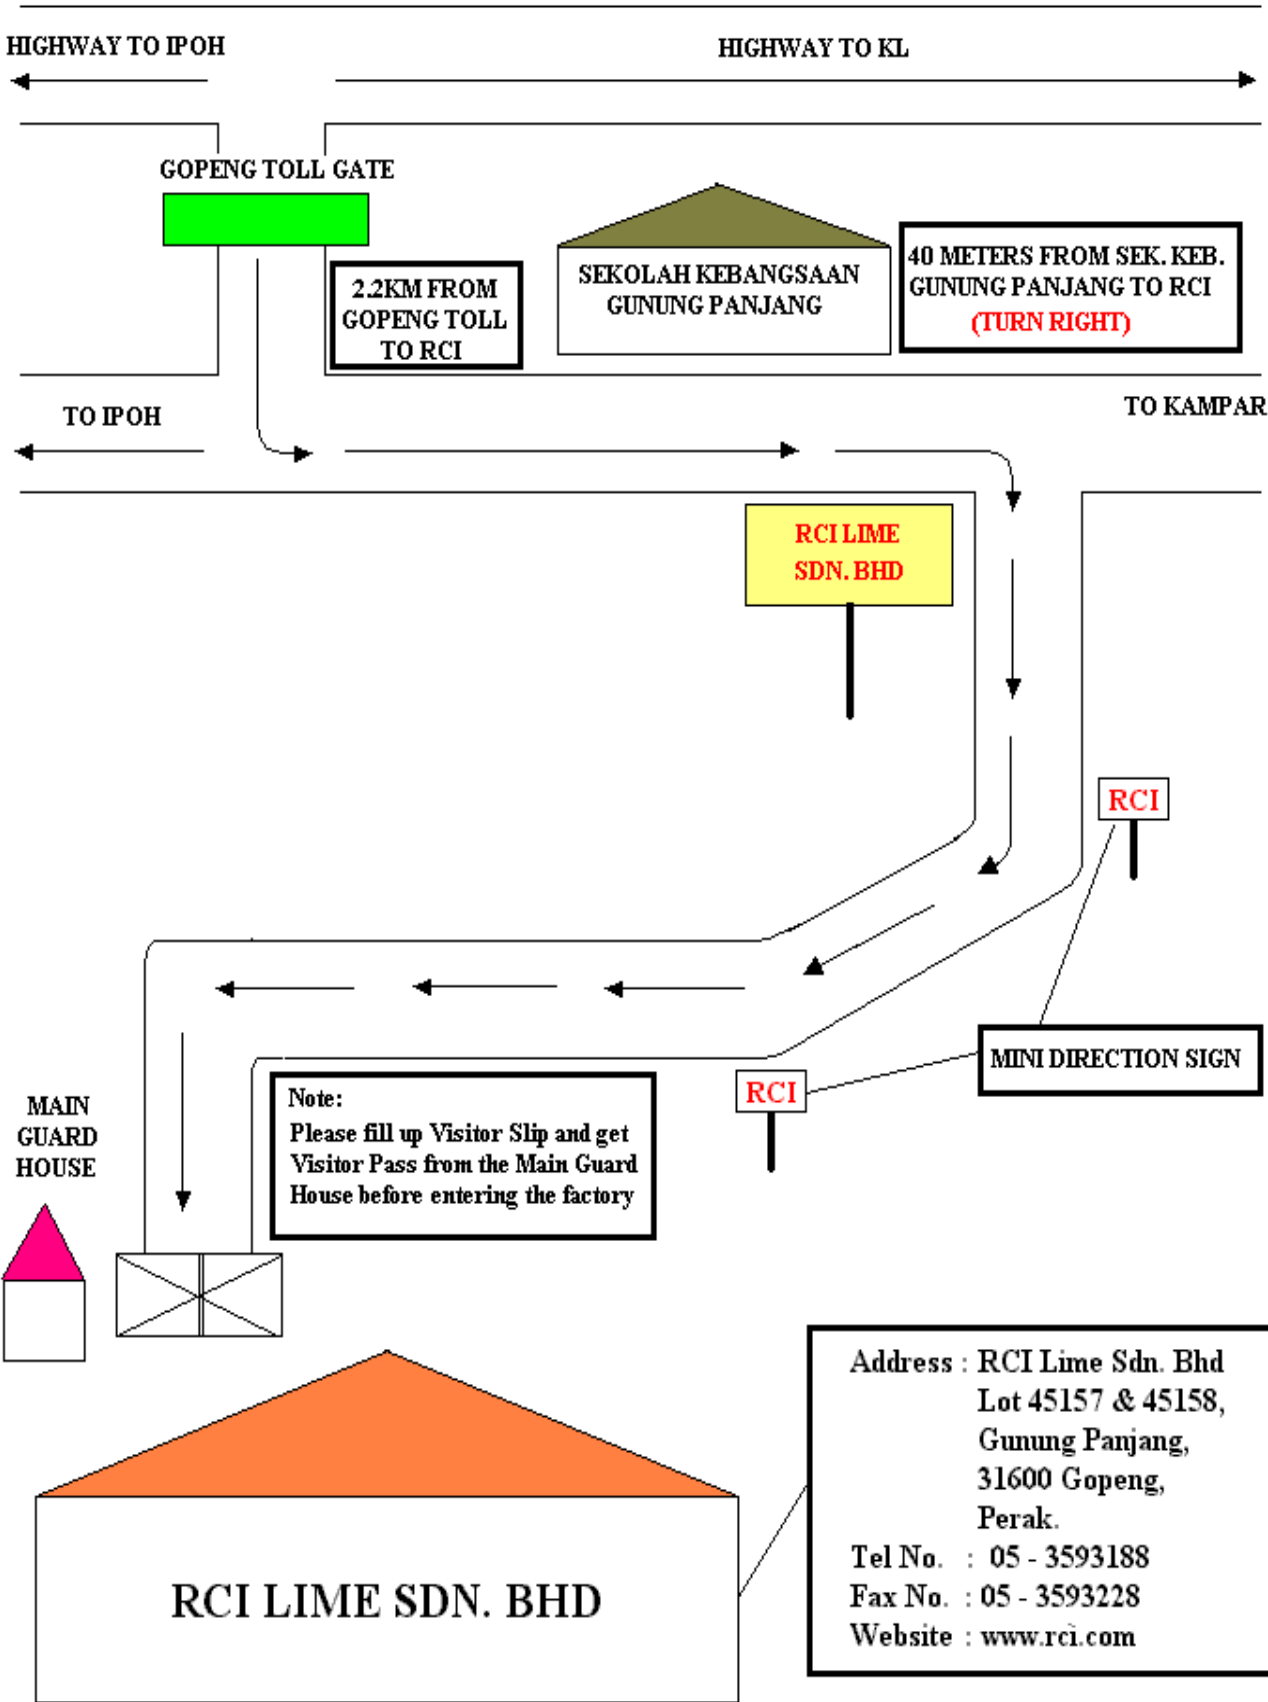 HIGHWAY TO IPOH
HIGHWAY TO KL
GOPENG TOLL GATE
2.2KM FROM
GOPENG TOLL
TO RCI
SEKOLAH KEBANGSAAN
GUNUNG PANJANG
40 METERS FROM SEK. KEB.
GUNUNG PANJANG TO RCI
(TURN RIGHT)
TO IPOH
TO KAMPAR
RCI LIME
SDN. BHD
RCI
MINI DIRECTION SIGN
RCI
MAIN
GUARD
HOUSE
Note:
Please fill up Visitor Slip and get
Visitor Pass from the Main Guard
House before entering the factory
RCI LIME SDN. BHD
Address : RCI Lime Sdn. Bhd
Lot 45157 & 45158,
Gunung Panjang,
31600 Gopeng,
Perak.
Tel No. : 05 - 3593188
Fax No. : 05 - 3593228
Website : www.rci.com